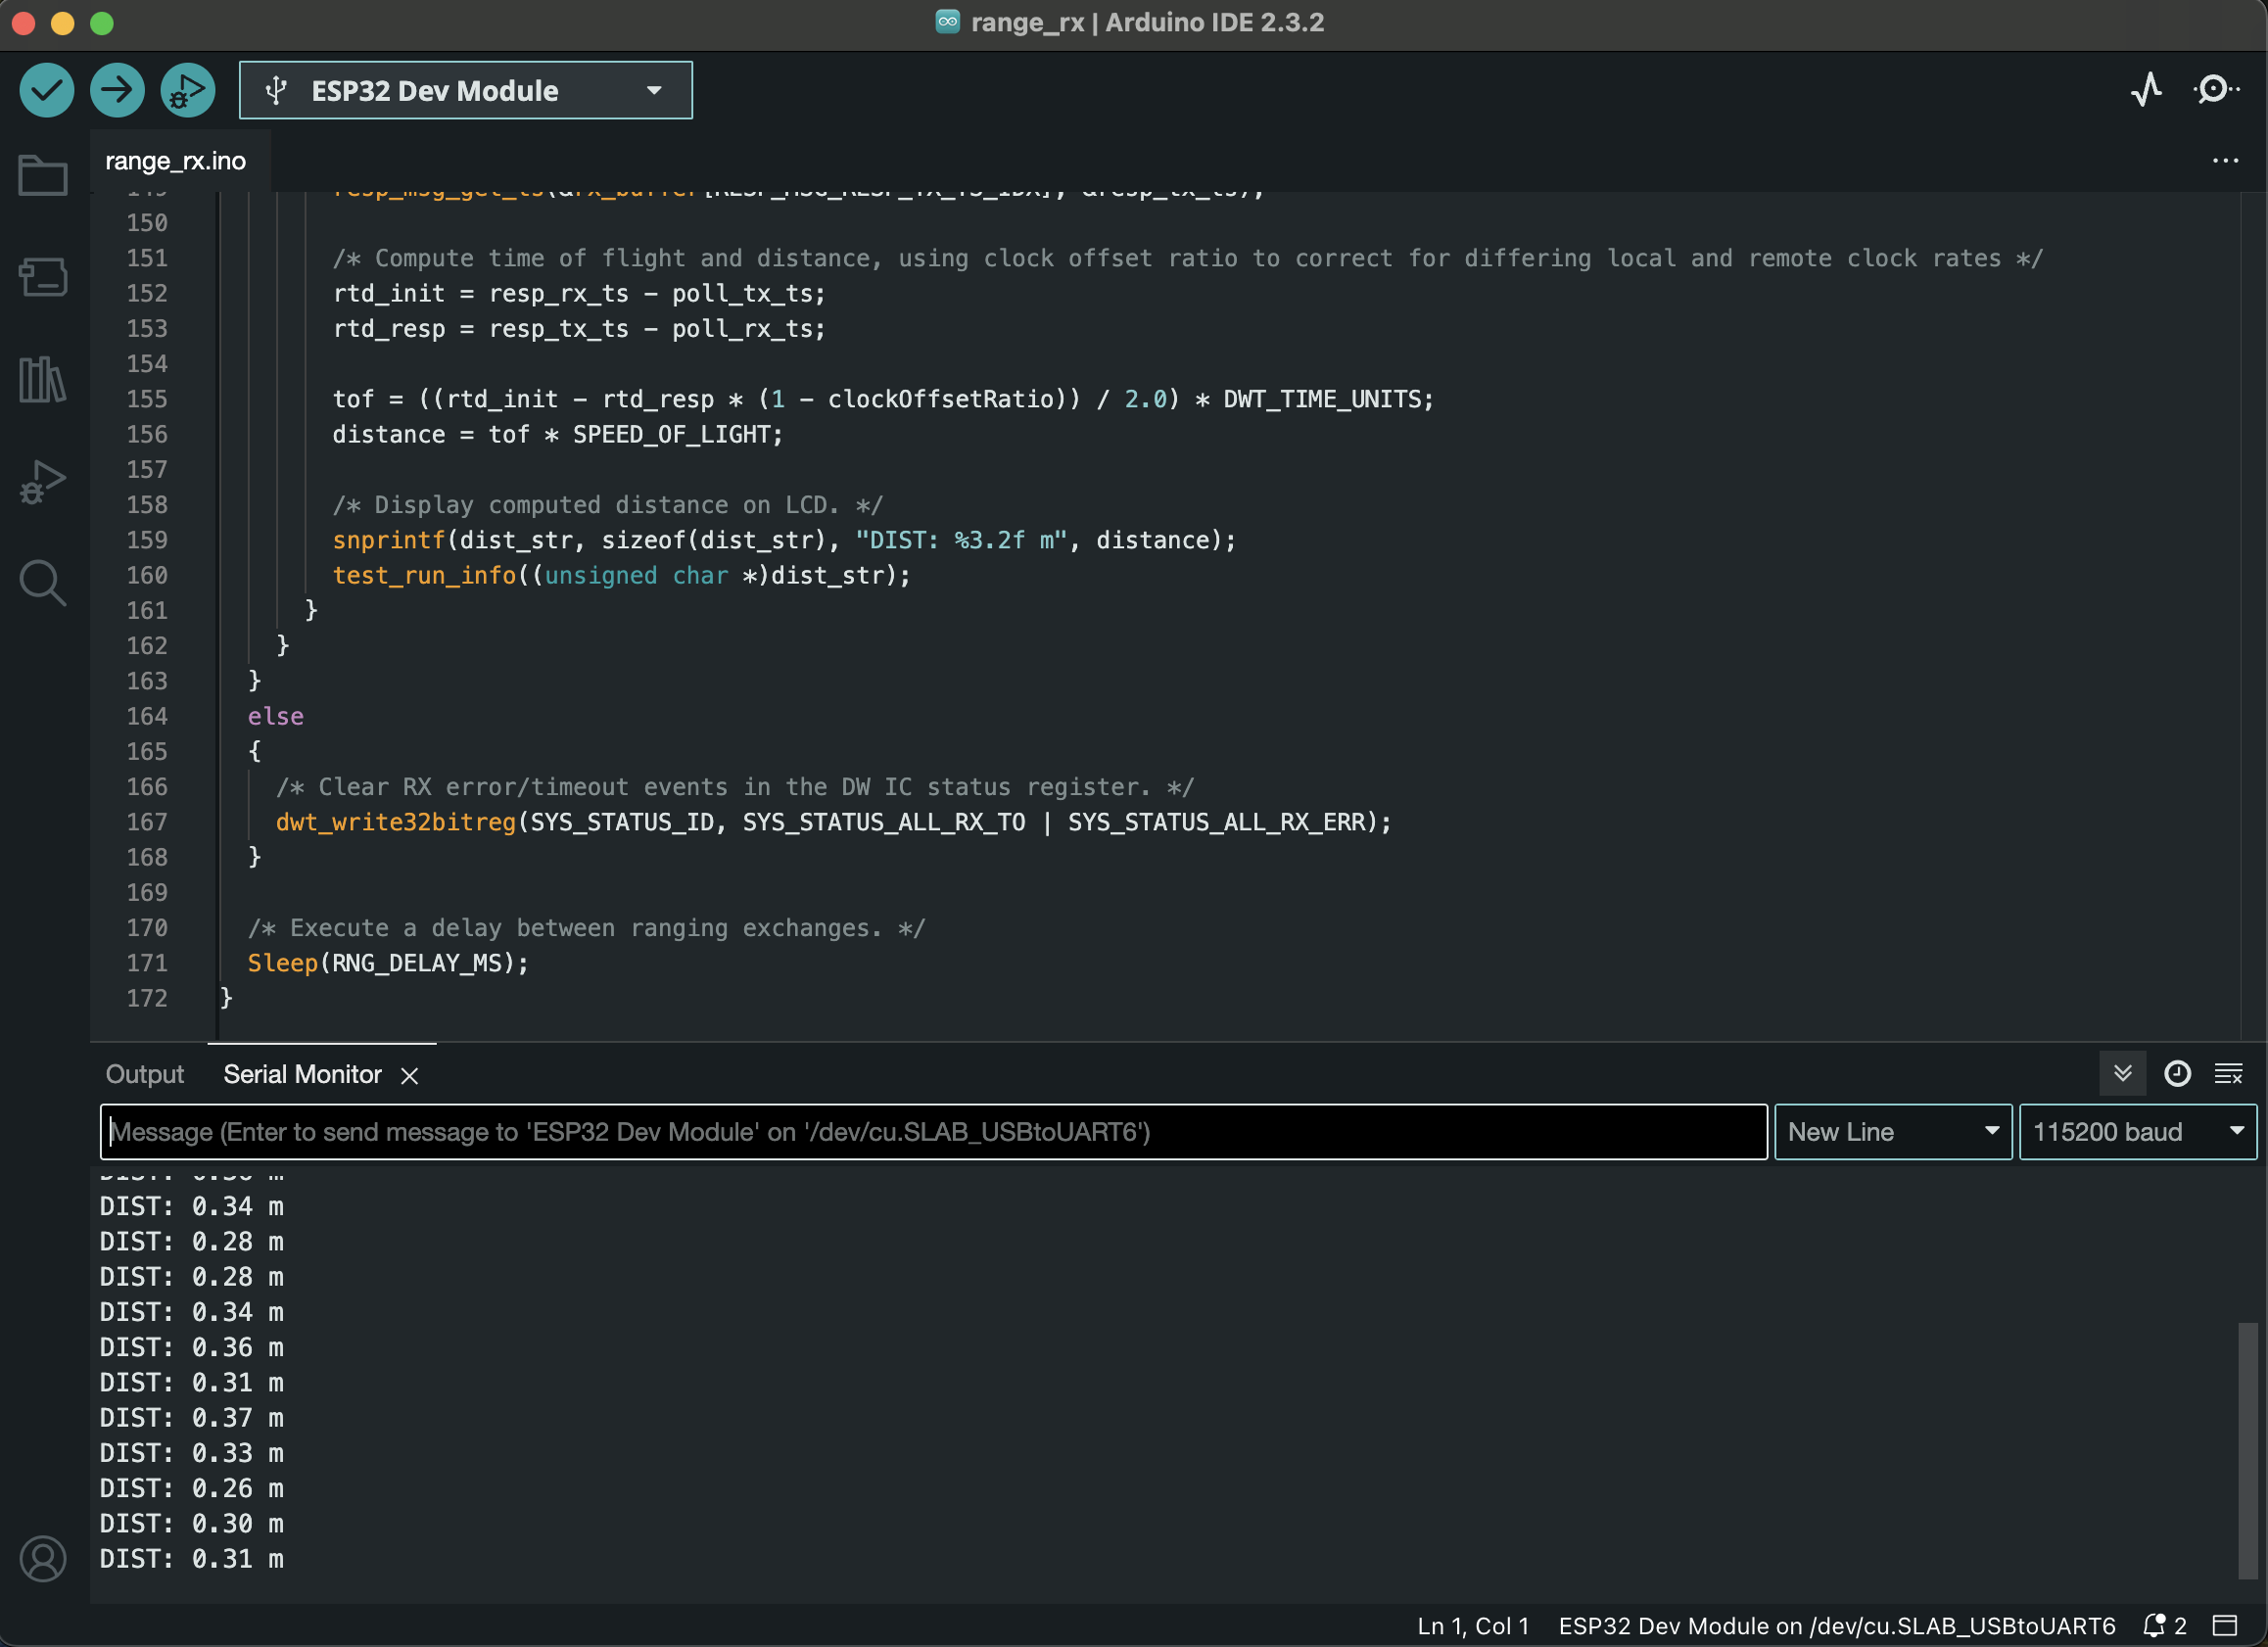 range_rx | Arduino IDE 2.3.2
ESP32 Dev Module
range_rx.ino
149 resp_msg_get_ts(&rx_buffer[RESP_MSG_RESP_TX_TS_IDX], &resp_tx_ts);
150
151 /* Compute time of flight and distance, using clock offset ratio to correct for differing local and remote clock rates */
152 rtd_init = resp_rx_ts - poll_tx_ts;
153 rtd_resp = resp_tx_ts - poll_rx_ts;
154
155 tof = ((rtd_init - rtd_resp * (1 - clockOffsetRatio)) / 2.0) * DWT_TIME_UNITS;
156 distance = tof * SPEED_OF_LIGHT;
157
158 /* Display computed distance on LCD. */
159 snprintf(dist_str, sizeof(dist_str), "DIST: %3.2f m", distance);
160 test_run_info((unsigned char *)dist_str);
161 }
162 }
163 }
164 else
165 {
166 /* Clear RX error/timeout events in the DW IC status register. */
167 dwt_write32bitreg(SYS_STATUS_ID, SYS_STATUS_ALL_RX_TO | SYS_STATUS_ALL_RX_ERR);
168 }
169
170 /* Execute a delay between ranging exchanges. */
171 Sleep(RNG_DELAY_MS);
172 }
Output Serial Monitor
Message (Enter to send message to 'ESP32 Dev Module' on '/dev/cu.SLAB_USBtoUART6') New Line 115200 baud
DIST: 0.34 m
DIST: 0.28 m
DIST: 0.28 m
DIST: 0.34 m
DIST: 0.36 m
DIST: 0.31 m
DIST: 0.37 m
DIST: 0.33 m
DIST: 0.26 m
DIST: 0.30 m
DIST: 0.31 m
Ln 1, Col 1 ESP32 Dev Module on /dev/cu.SLAB_USBtoUART6 2